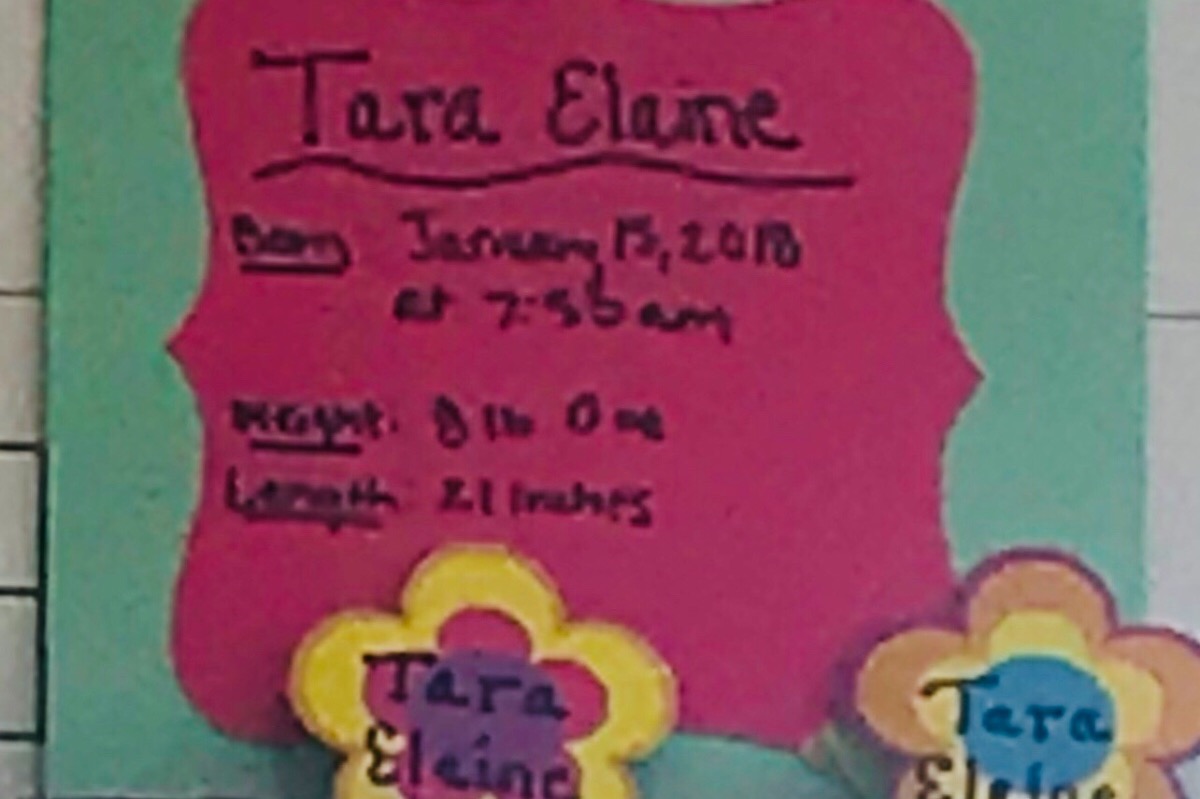 Tara Elaine
Born January 15, 2018
at 7:56 am
Weight: 8 lb 0 oz
Length: 21 inches
Tara
Elaine
Tara
Elaine